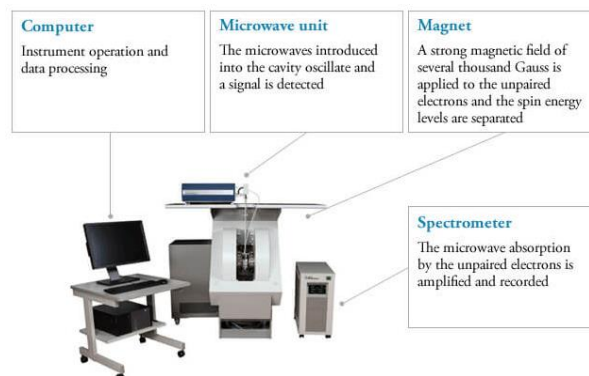 Computer
Instrument operation and
data processing
Microwave unit
The microwaves introduced
into the cavity oscillate and
a signal is detected
Magnet
A strong magnetic field of
several thousand Gauss is
applied to the unpaired
electrons and the spin energy
levels are separated
Spectrometer
The microwave absorption
by the unpaired electrons is
amplified and recorded